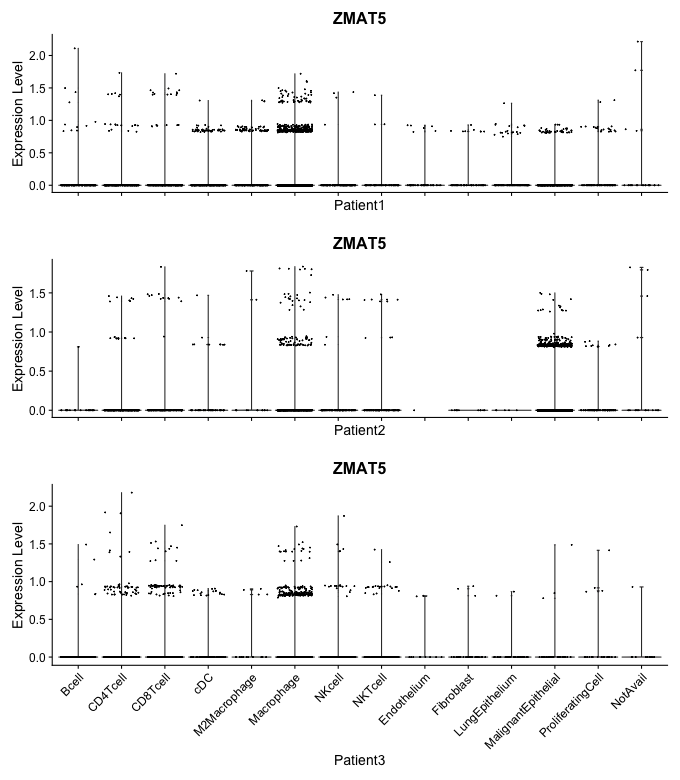 ZMAT5
Expression Level
2.0
1.5
1.0
0.5
0.0
Patient1
ZMAT5
Expression Level
1.5
1.0
0.5
0.0
Patient2
ZMAT5
Expression Level
2.0
1.5
1.0
0.5
0.0
Bcell
CD4Tcell
CD8Tcell
cDC
M2Macrophage
Macrophage
NKcell
NKTcell
Endothelium
Fibroblast
LungEpithelium
MalignantEpithelial
ProliferatingCell
NotAvail
Patient3